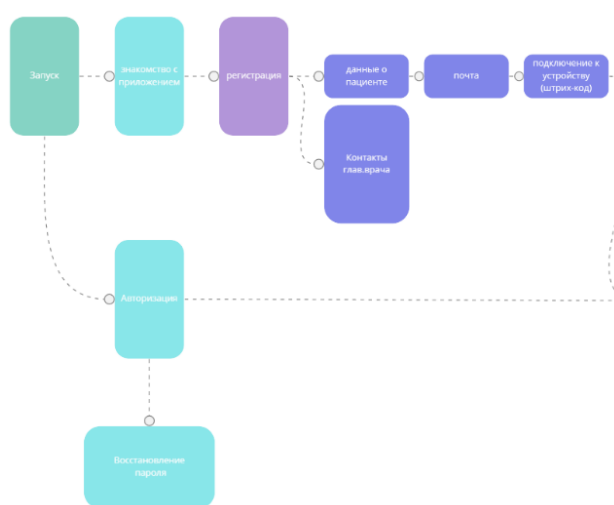 Запуск
знакомство с
приложением
регистрация
данные о
пациенте
почта
подключение к
устройству
(штрих-код)
Контакты
глав.врача
Авторизация
Восстановление
пароля